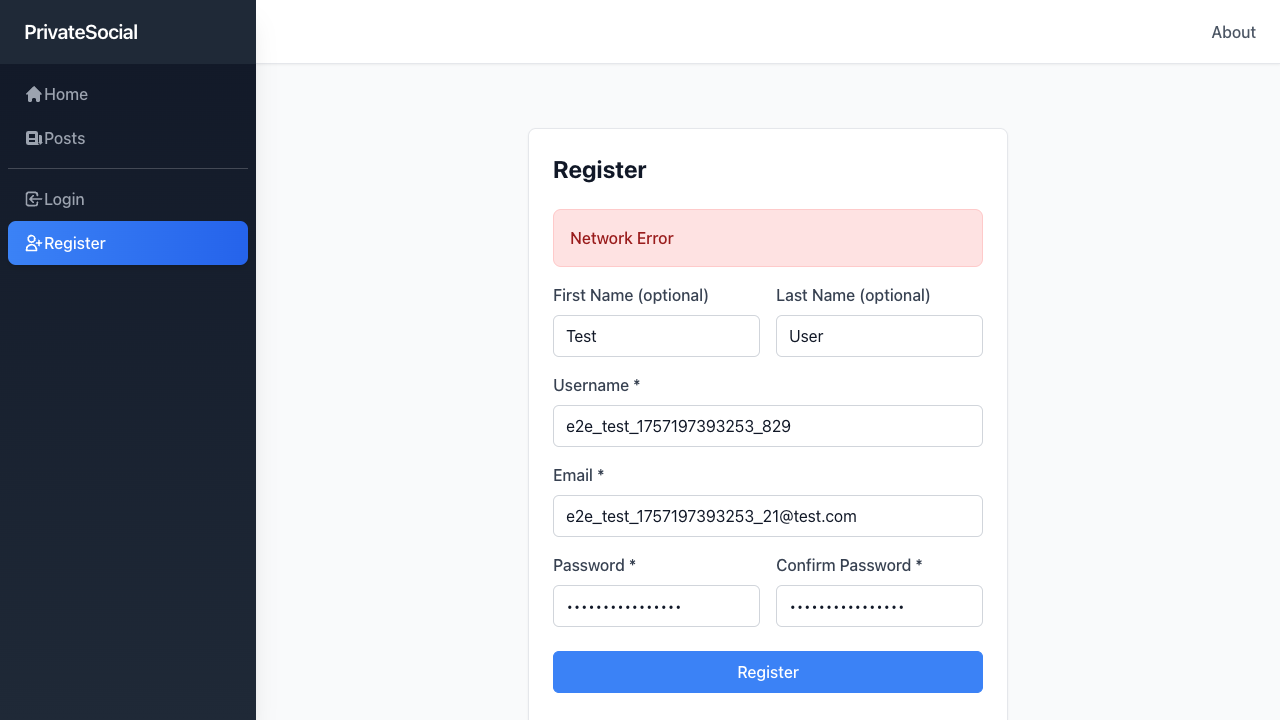 PrivateSocial
About
Home
Posts
Login
Register
Register
Network Error
First Name (optional) Last Name (optional)
Test User
Username *
e2e_test_1757197393253_829
Email *
e2e_test_1757197393253_21@test.com
Password * Confirm Password *
•••••••••••••••• ••••••••••••••••
Register